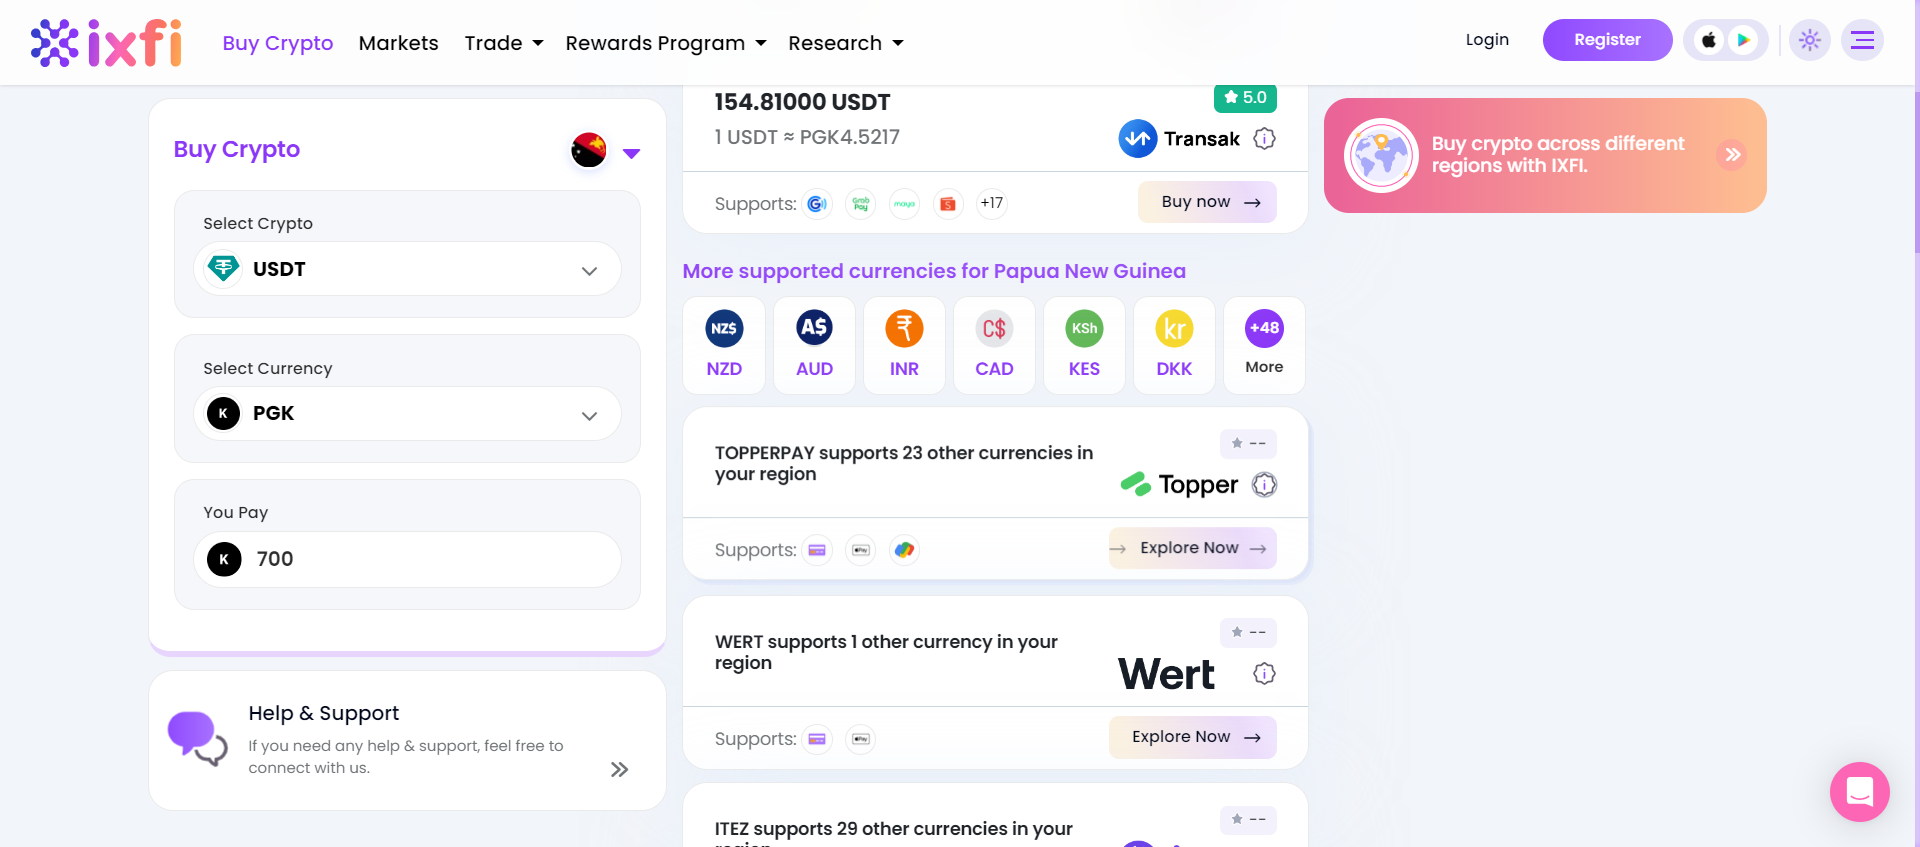 ixfi
Buy Crypto
Markets
Trade
Rewards Program
Research
Login
Register
Buy Crypto
Select Crypto
USDT
Select Currency
K
PGK
You Pay
K
700
Help & Support
If you need any help & support, feel free to
connect with us.
154.81000 USDT
5.0
1 USDT ≈ PGK4.5217
Transak
Supports:
Grab
Pay
maya
+17
Buy now
More supported currencies for Papua New Guinea
NZ$
NZD
A$
AUD
₹
INR
C$
CAD
KSh
KES
kr
DKK
+48
More
TOPPERPAY supports 23 other currencies in
your region
--
Topper
Supports:
Pay
Explore Now
WERT supports 1 other currency in your
region
--
Wert
Supports:
Pay
Explore Now
ITEZ supports 29 other currencies in your
--
Buy crypto across different
regions with IXFI.